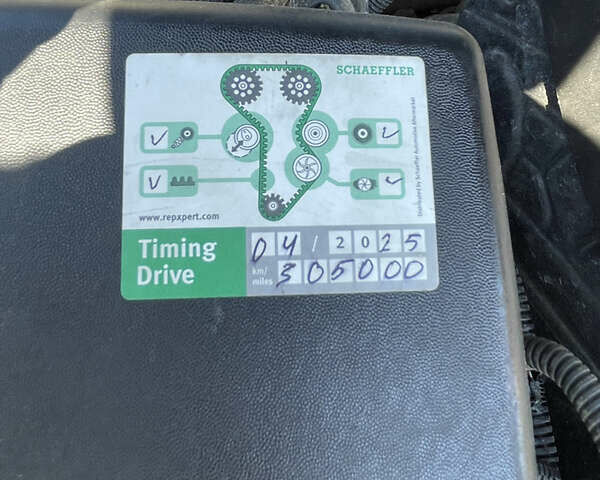 SCHAEFFLER
Distributed by Schaeffler Automotive Aftermarket
www.repxpert.com
Timing Drive
04/2025
km/miles 305000